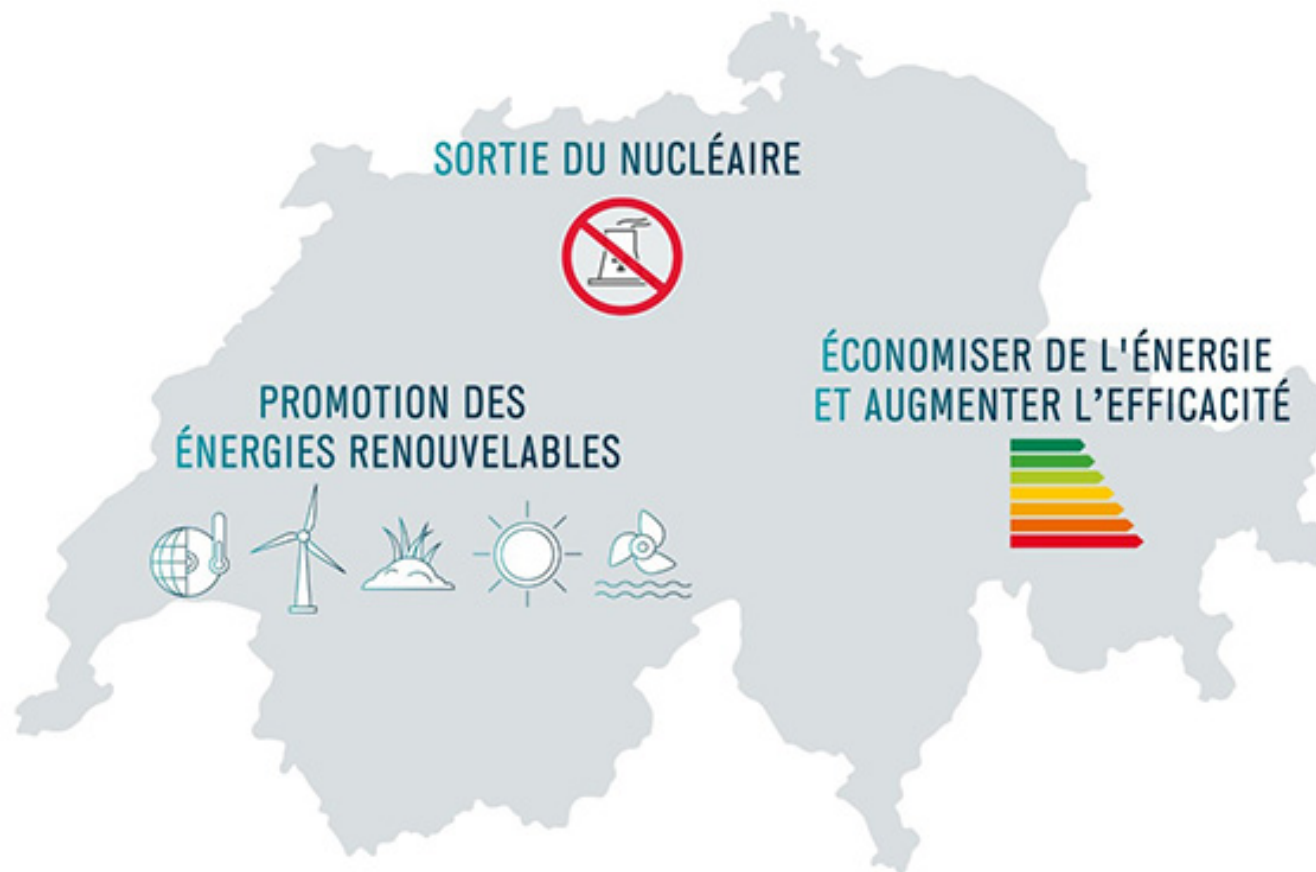 SORTIE DU NUCLÉAIRE
ÉCONOMISER DE L'ÉNERGIE
ET AUGMENTER L’EFFICACITÉ
PROMOTION DES
ÉNERGIES RENOUVELABLES